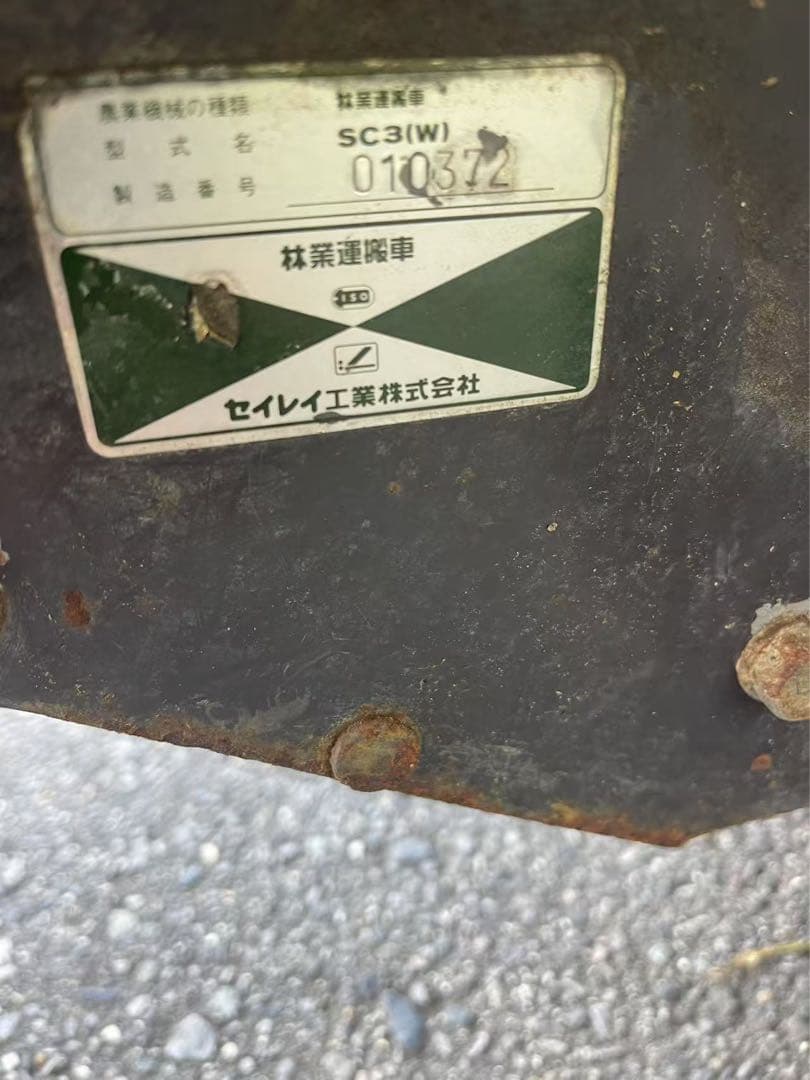 農業機械の種類 林業運搬車
型式名 SC3(W)
製造番号 010372
林業運搬車
ISO
セイレイ工業株式会社